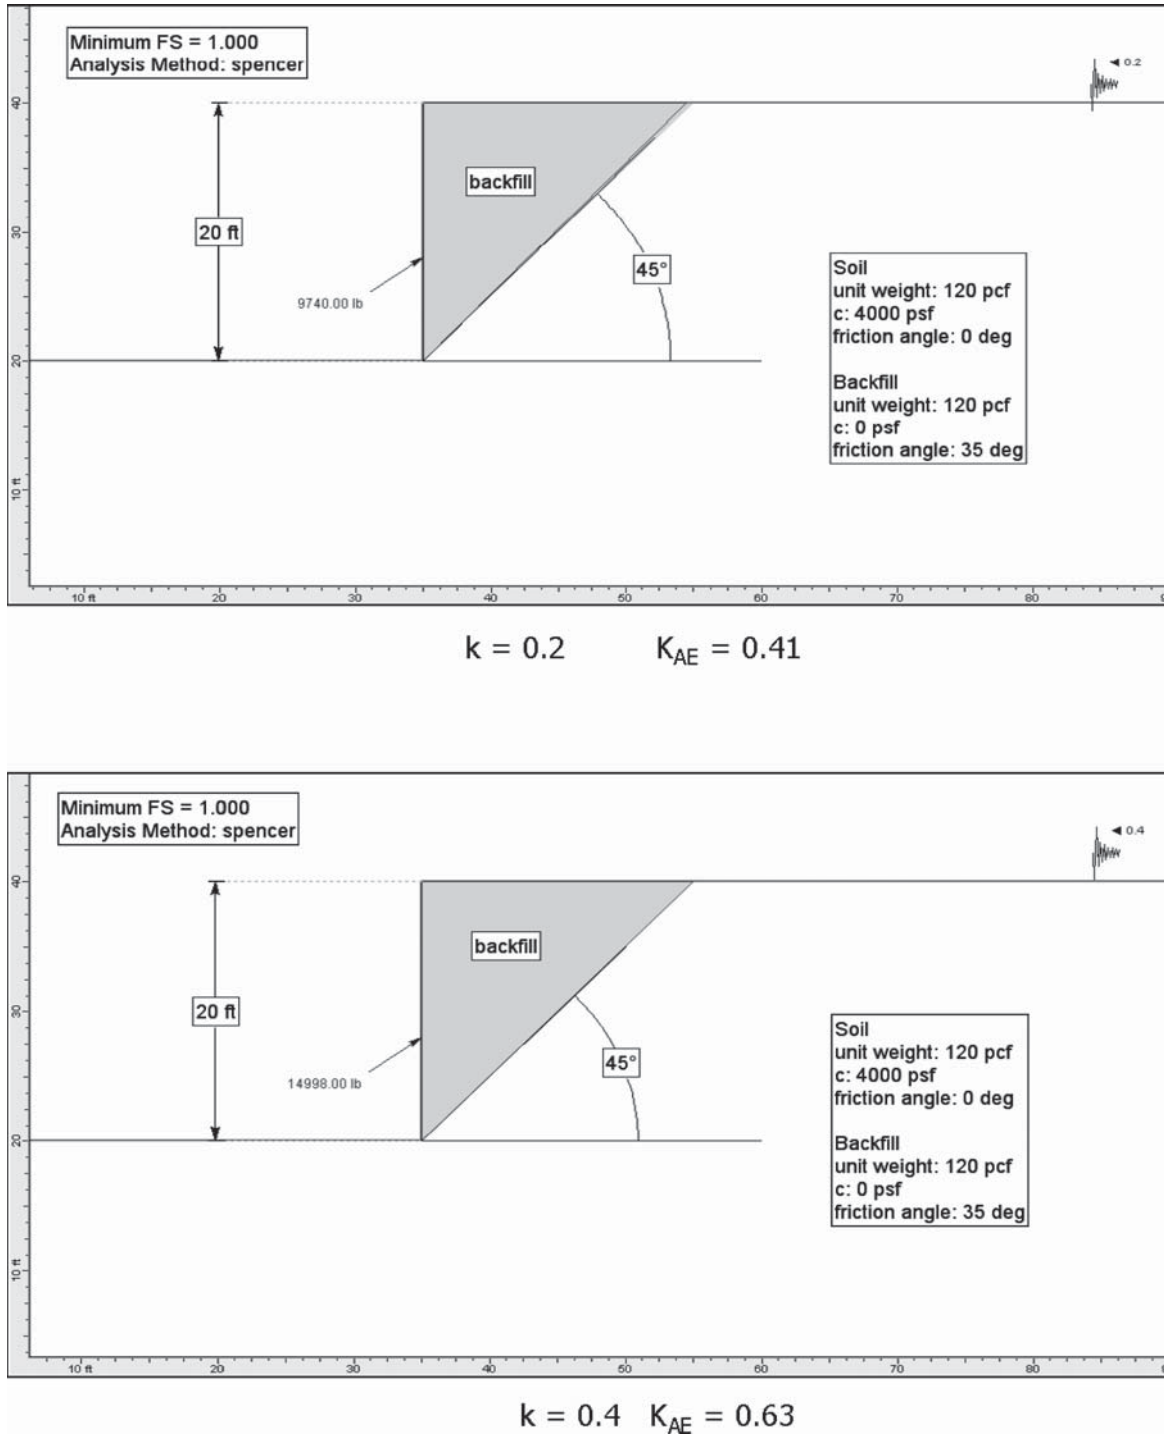 Minimum FS = 1.000
Analysis Method: spencer
◄ 0.2
40
backfill
20 ft
30
45°
9740.00 lb
Soil
unit weight: 120 pcf
c: 4000 psf
friction angle: 0 deg
Backfill
unit weight: 120 pcf
c: 0 psf
friction angle: 35 deg
20
10 ft
10 ft
20
30
40
50
60
70
80
k = 0.2 K_AE = 0.41
Minimum FS = 1.000
Analysis Method: spencer
◄ 0.4
40
backfill
20 ft
30
45°
14998.00 lb
Soil
unit weight: 120 pcf
c: 4000 psf
friction angle: 0 deg
Backfill
unit weight: 120 pcf
c: 0 psf
friction angle: 35 deg
20
10 ft
10 ft
20
30
40
50
60
70
80
k = 0.4 K_AE = 0.63